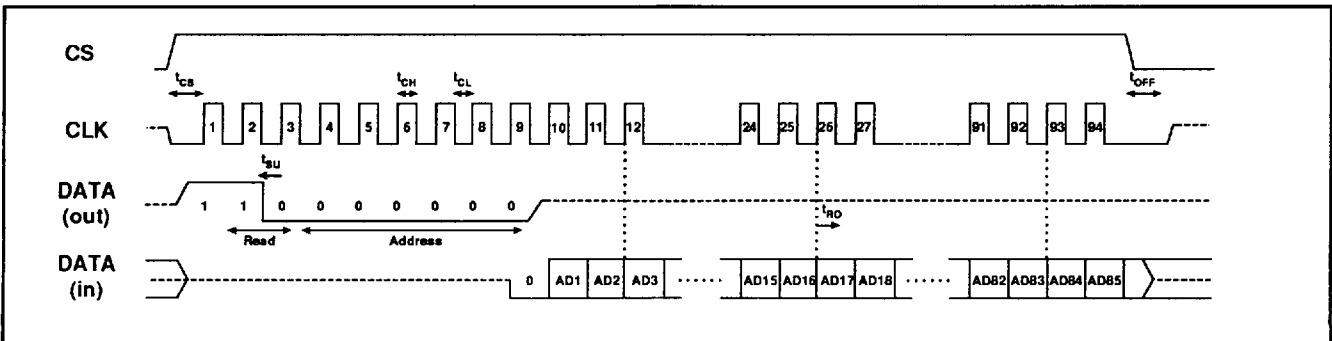 CS
tCS tCH tCL tOFF
CLK 1 2 3 4 5 6 7 8 9 10 11 12 24 25 26 27 91 92 93 94
tSU
DATA
(out)
1 1 0 0 0 0 0 0 0
tRD
Read Address
DATA
(in)
0 AD1 AD2 AD3 AD15 AD16 AD17 AD18 AD82 AD83 AD84 AD85